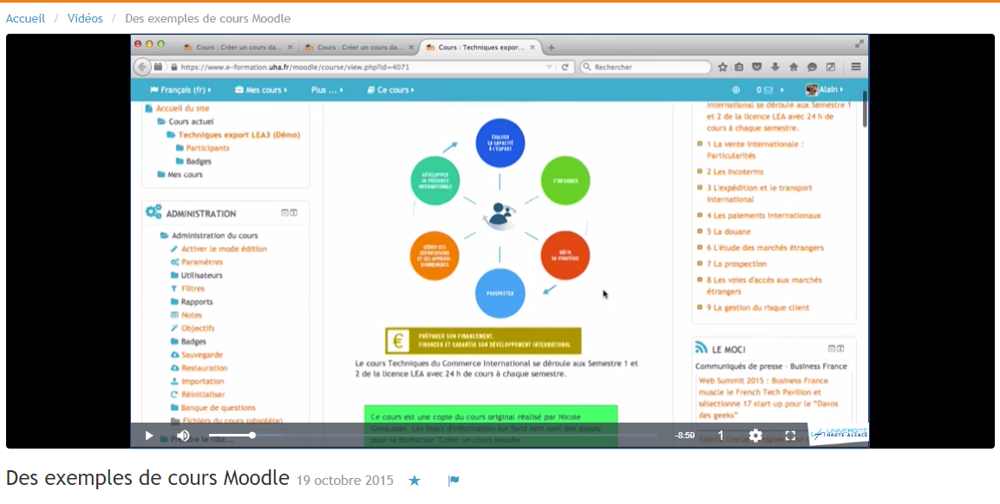 Accueil / Vidéos / Des exemples de cours Moodle
Cours : Créer un cours da...
Cours : Créer un cours da...
Cours : Techniques expor...
https://www.e-formation.uha.fr/moodle/course/view.php?id=4071
Rechercher
Français (fr)
Mes cours
Plus ...
Ce cours
0
Alain
Accueil du site
Cours actuel
Techniques export LEA3 (Démo)
Participants
Badges
Mes cours
ADMINISTRATION
Administration du cours
Activer le mode édition
Paramètres
Utilisateurs
Filtres
Rapports
Notes
Objectifs
Badges
Sauvegarde
Restauration
Importation
Réinitialiser
Banque de questions
Fichiers du cours (obsolète)
Prendre le rôle...
ÉVALUER
SA CAPACITÉ
À L'EXPORT
S'INFORMER
BÂTIR
SA STRATÉGIE
PROSPECTER
GÉRER SES
EXPORTATIONS
ET SES APPROVI-
SIONNEMENTS
DÉVELOPPER
SA PRÉSENCE
INTERNATIONALE
€
PRÉPARER SON FINANCEMENT,
FINANCER ET GARANTIR SON DÉVELOPPEMENT INTERNATIONAL
Le cours Techniques du Commerce International se déroule aux Semestre 1 et
2 de la licence LEA avec 24 h de cours à chaque semestre.
Ce cours est une copie du cours original réalisé par Nicole
Gevaudan. Les blocs d'information sur fond vert sont des ajouts
pour la formation "Créer un cours Moodle"
International se déroule aux Semestre 1
et 2 de la licence LEA avec 24 h de
cours à chaque semestre.
1 La vente Internationale :
Particularités
2 Les Incoterms
3 L'expédition et le transport
International
4 Les paiements internationaux
5 La douane
6 L'étude des marchés étrangers
7 La prospection
8 Les voies d'accès aux marchés
étrangers
9 La gestion du risque client
LE MOCI
Communiqués de presse - Business France
Web Summit 2015 : Business France
muscle le French Tech Pavilion et
sélectionne 17 start-up pour le "Davos
des geeks"
-8:59
1
UNIVERSITÉ
HAUTE-ALSACE
Des exemples de cours Moodle 19 octobre 2015